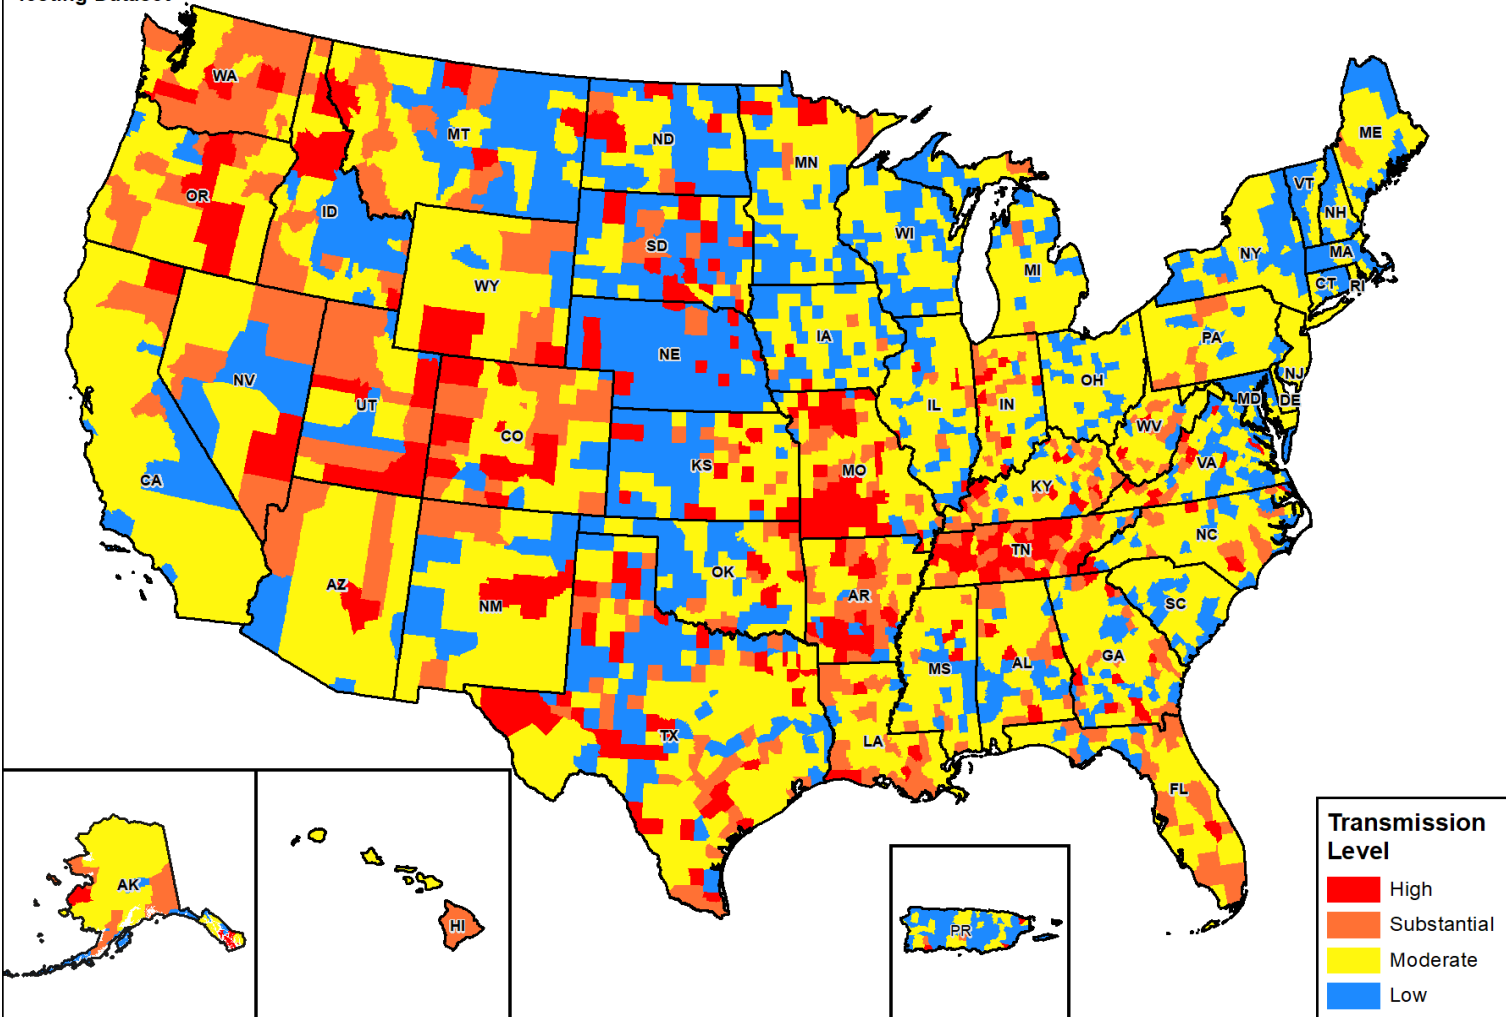 WA
MT
ND
MN
ME
OR
ID
SD
WI
VT
NH
NY
MA
MI
CT
RI
WY
IA
PA
NE
NV
OH
NJ
UT
IL
IN
MD
DE
CO
WV
CA
KS
MO
VA
KY
NC
TN
AZ
OK
NM
AR
SC
MS
AL
GA
TX
LA
FL
AK
HI
PR
Transmission
Level
High
Substantial
Moderate
Low